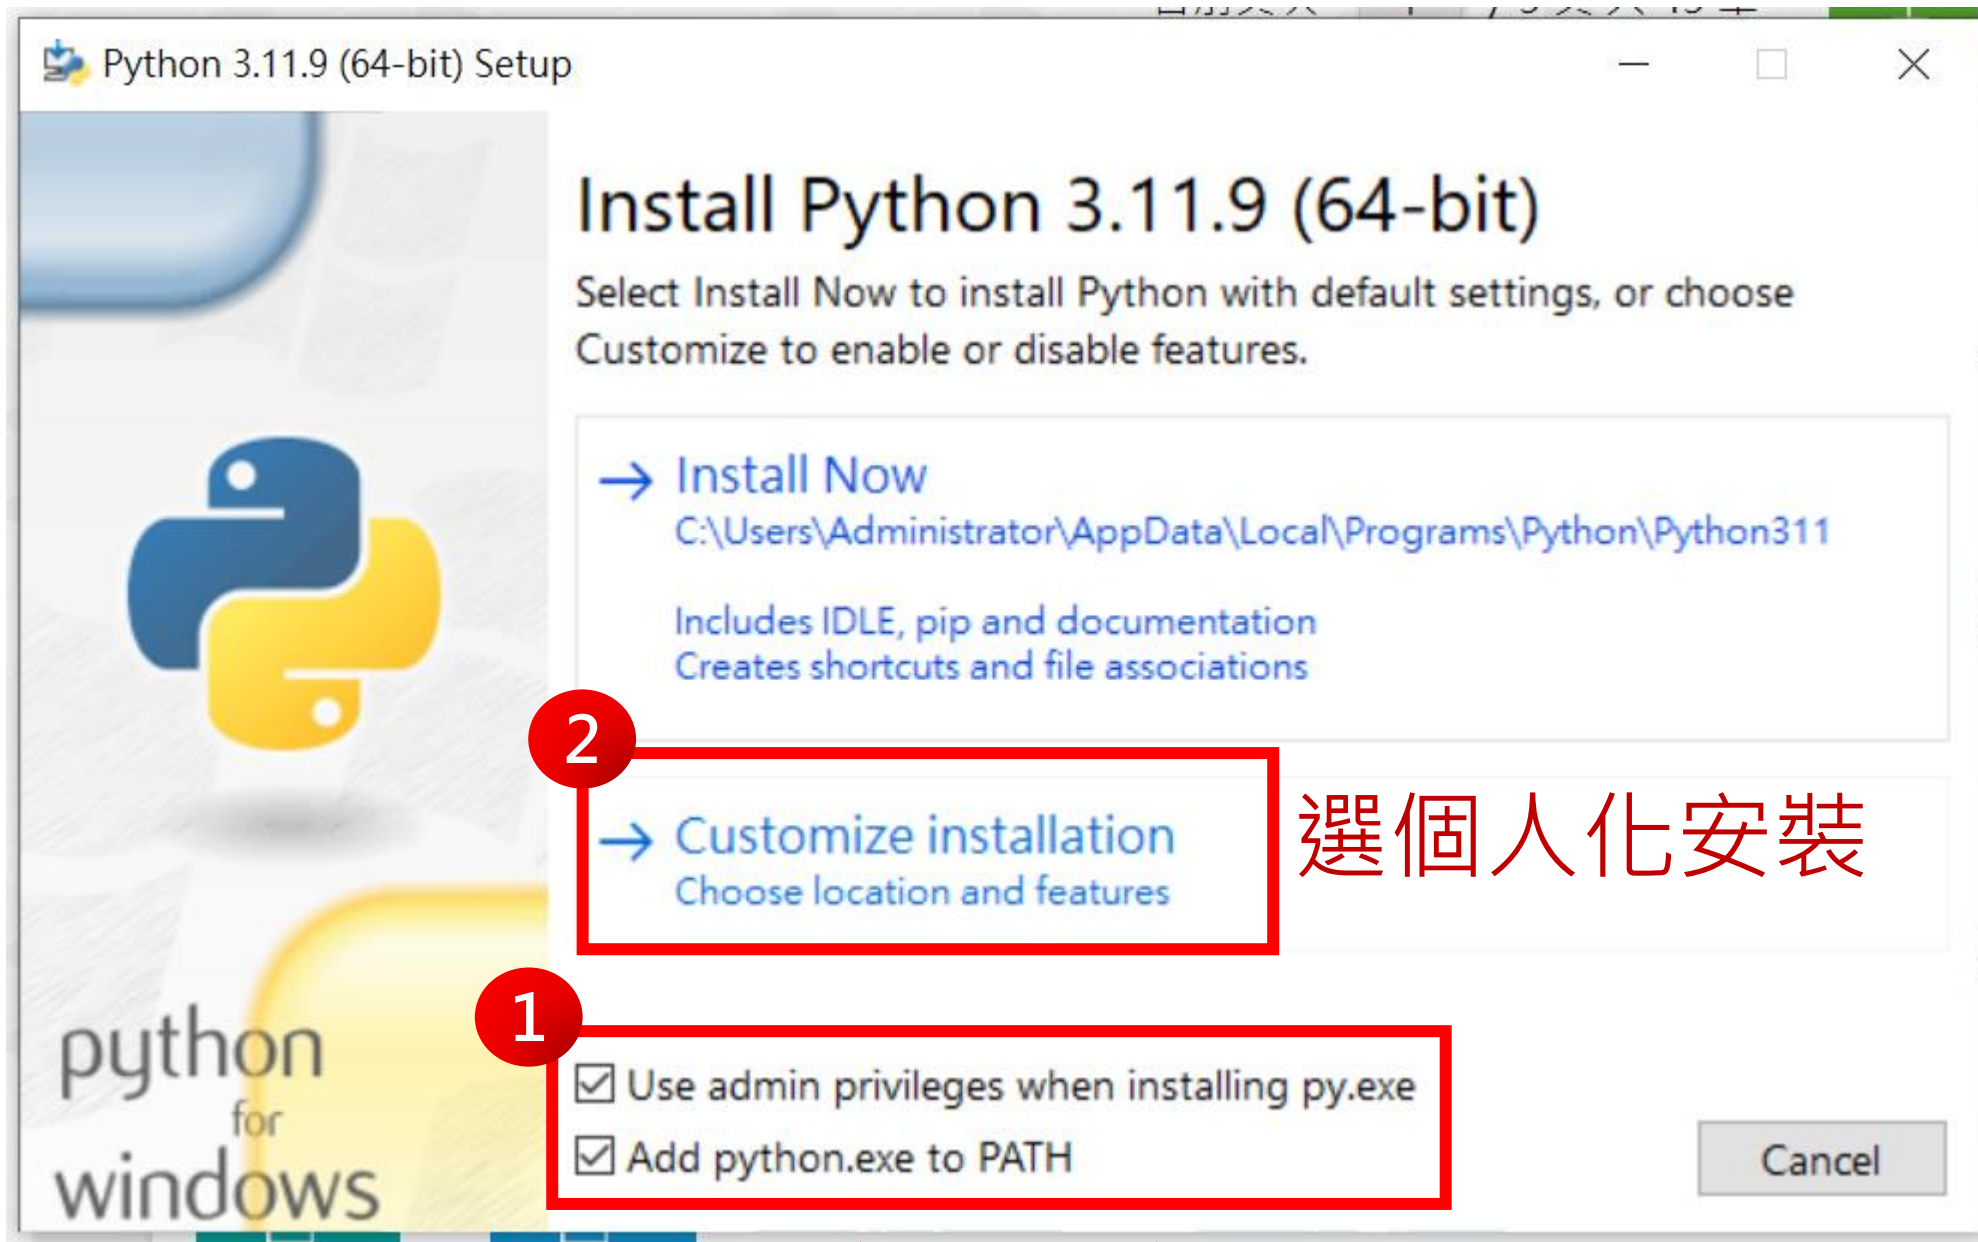 Python 3.11.9 (64-bit) Setup
Install Python 3.11.9 (64-bit)
Select Install Now to install Python with default settings, or choose
Customize to enable or disable features.
Install Now
C:\Users\Administrator\AppData\Local\Programs\Python\Python311
Includes IDLE, pip and documentation
Creates shortcuts and file associations
2
Customize installation
Choose location and features
選個人化安裝
1
Use admin privileges when installing py.exe
Add python.exe to PATH
Cancel
python
for
windows